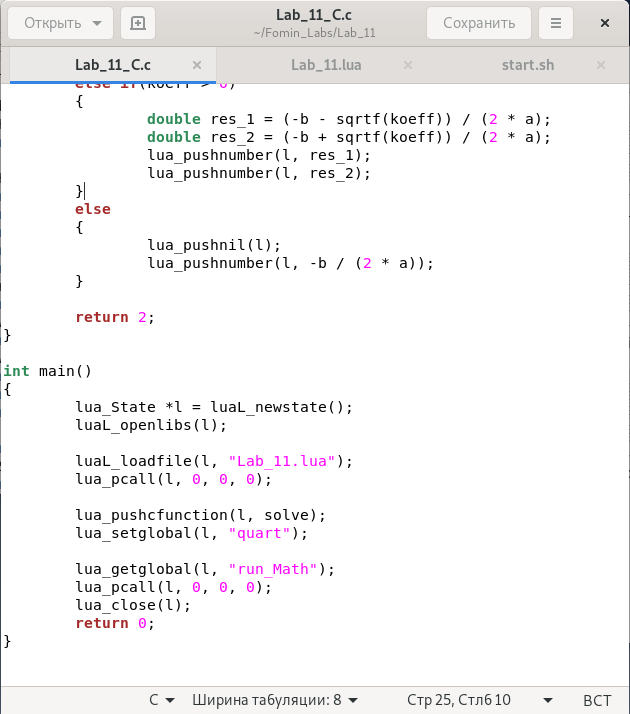 Открыть
Lab_11_C.c
~/Fomin_Labs/Lab_11
Сохранить
Lab_11_C.c
Lab_11.lua
start.sh
else if(koeff > 0)
{
double res_1 = (-b - sqrtf(koeff)) / (2 * a);
double res_2 = (-b + sqrtf(koeff)) / (2 * a);
lua_pushnumber(l, res_1);
lua_pushnumber(l, res_2);
}
else
{
lua_pushnil(l);
lua_pushnumber(l, -b / (2 * a));
}
return 2;
}
int main()
{
lua_State *l = luaL_newstate();
luaL_openlibs(l);
luaL_loadfile(l, "Lab_11.lua");
lua_pcall(l, 0, 0, 0);
lua_pushcfunction(l, solve);
lua_setglobal(l, "quart");
lua_getglobal(l, "run_Math");
lua_pcall(l, 0, 0, 0);
lua_close(l);
return 0;
}
C
Ширина табуляции: 8
Стр 25, Стлб 10
ВСТ